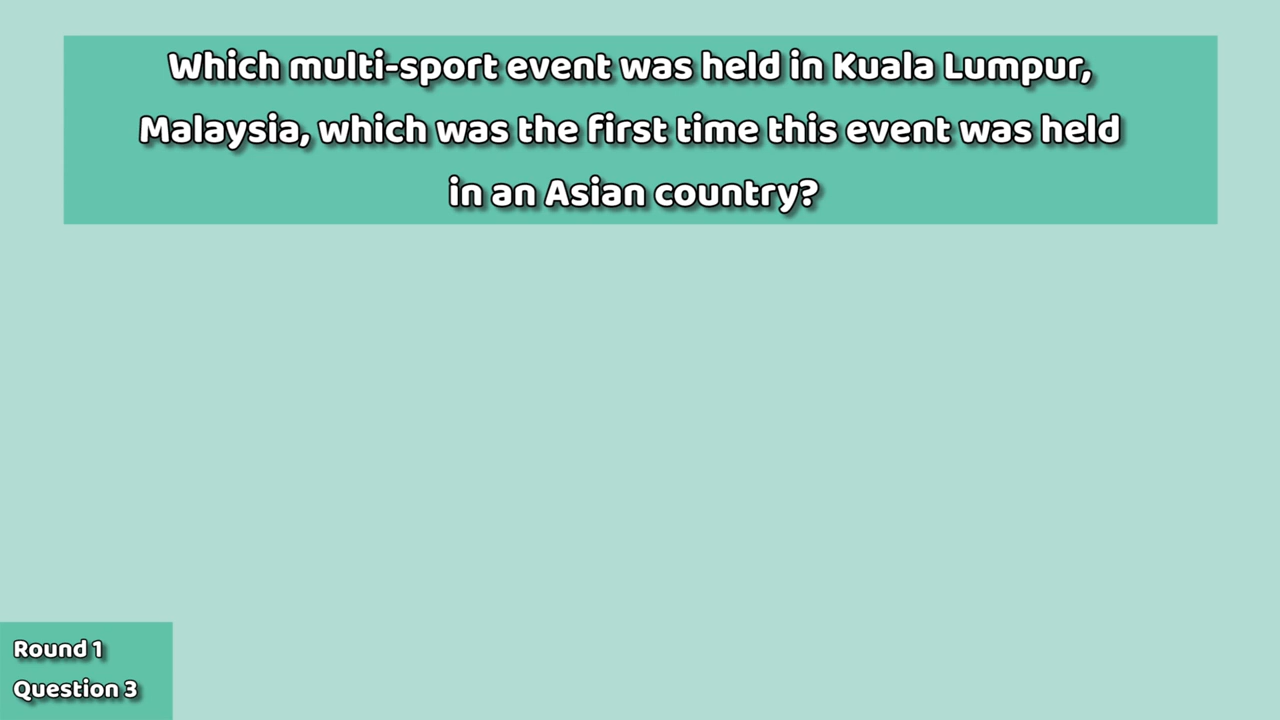 Which multi-sport event was held in Kuala Lumpur,
Malaysia, which was the first time this event was held
in an Asian country?
Round 1
Question 3